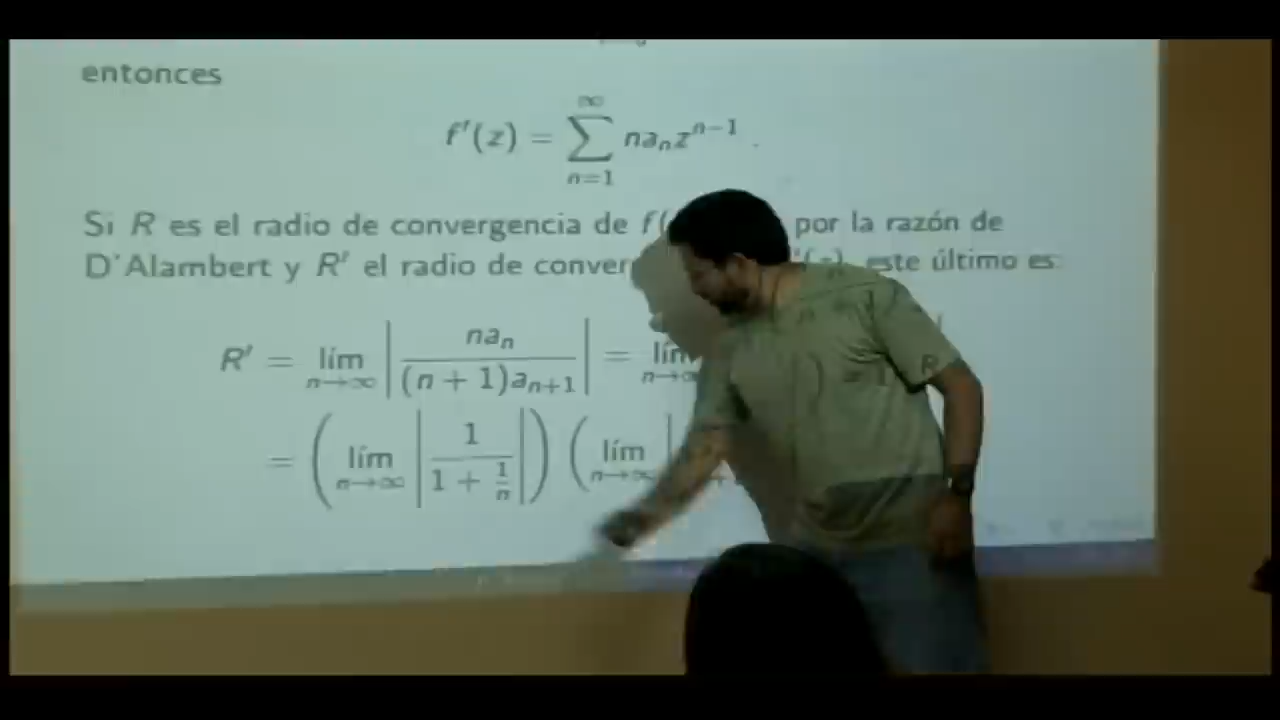 entonces
f'(z) = ∑_{n=1}^{∞} na_n z^{n-1} .
Si R es el radio de convergencia de f( por la razón de
D'Alambert y R' el radio de conver '(z), este último es:
R' = lím_{n→∞} | na_n / (n + 1)a_{n+1} | = lím_{n→∞}
= ( lím_{n→∞} | 1 / (1 + 1/n) | ) ( lím_{n→∞} |